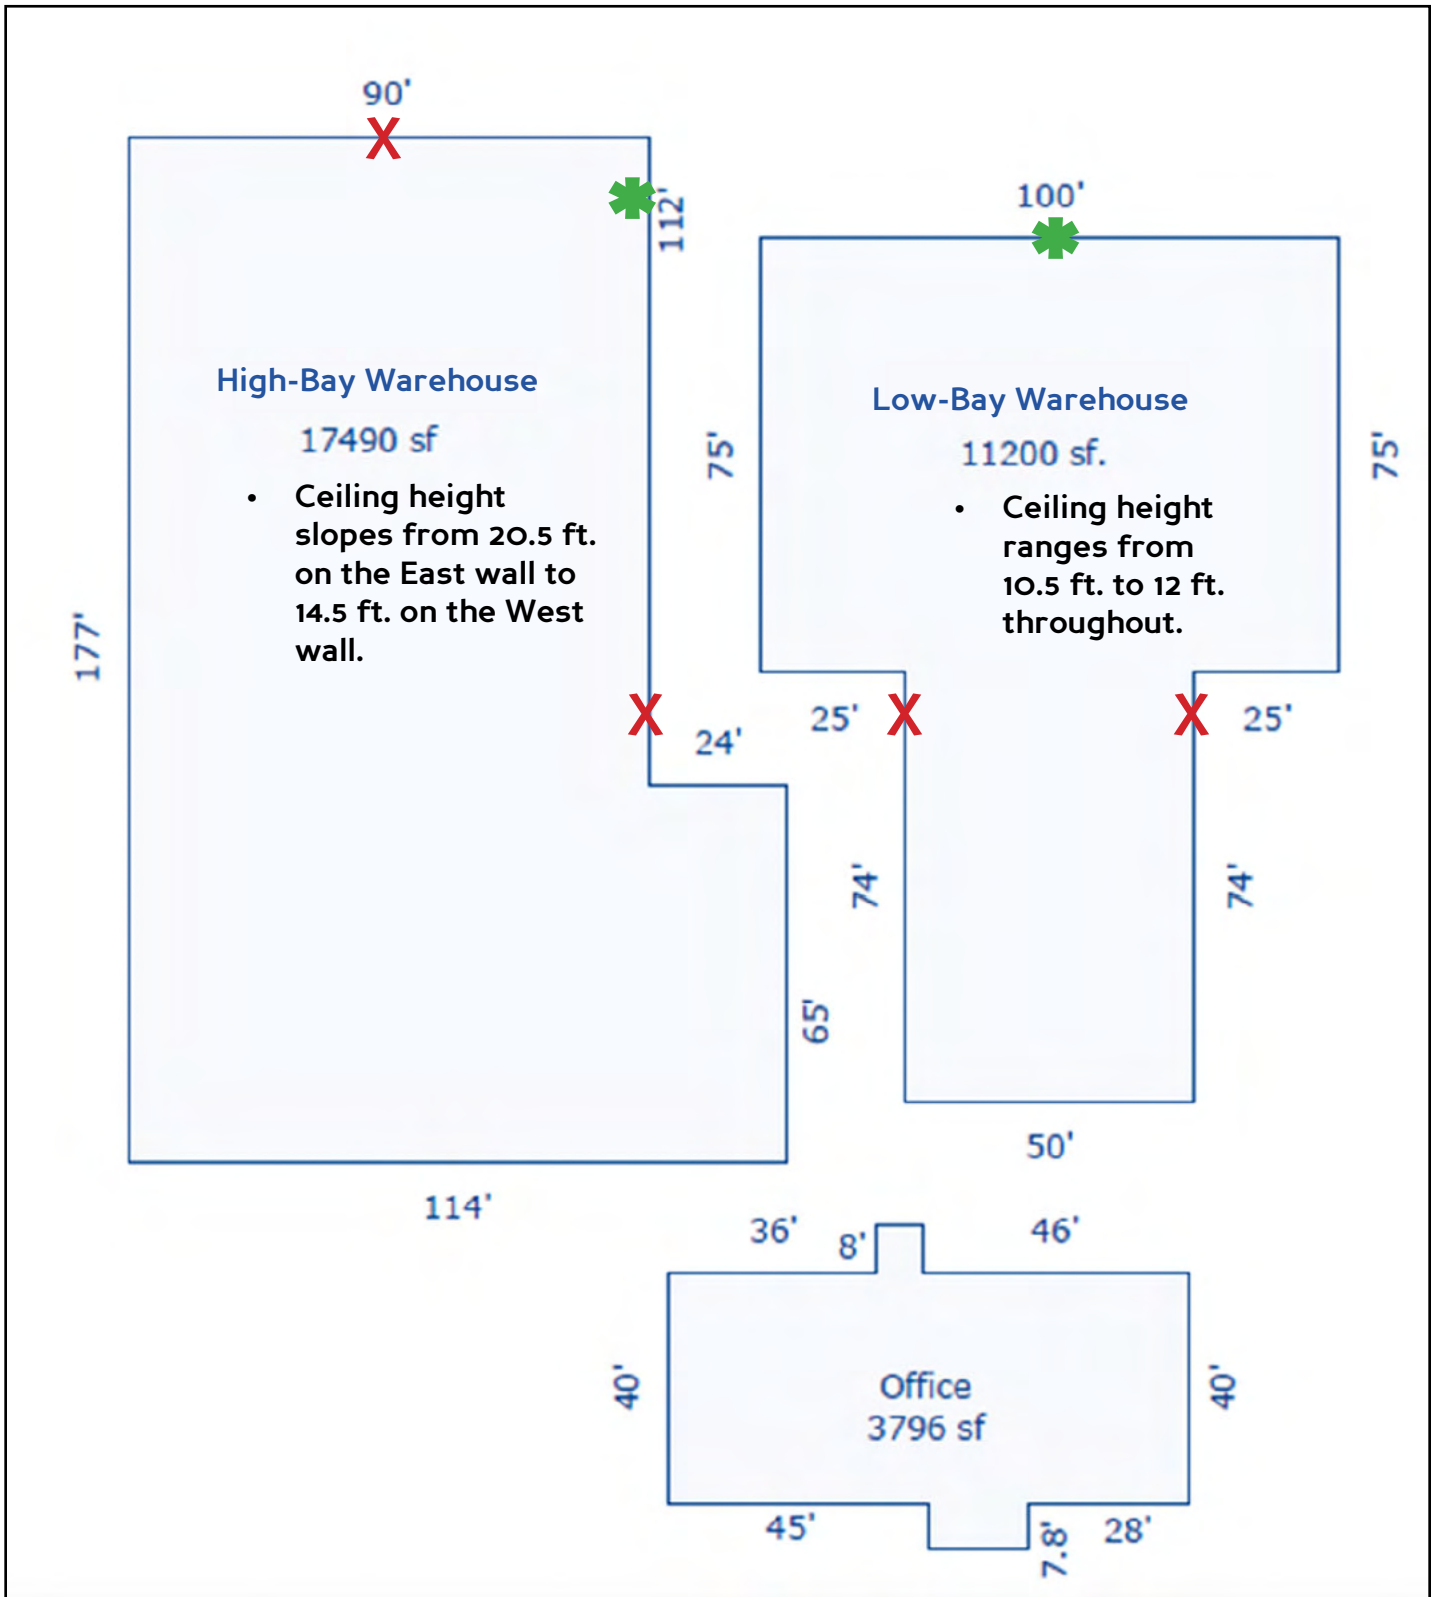 90'
112'
High-Bay Warehouse
17490 sf
• Ceiling height
slopes from 20.5 ft.
on the East wall to
14.5 ft. on the West
wall.
177'
24'
65'
114'
100'
75'
Low-Bay Warehouse
11200 sf.
• Ceiling height
ranges from
10.5 ft. to 12 ft.
throughout.
75'
25'
25'
74'
74'
50'
36'
8'
46'
40'
Office
3796 sf
40'
45'
7.8'
28'